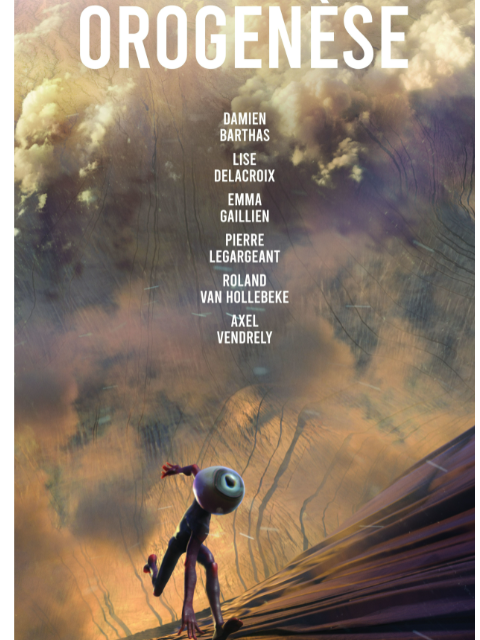 OROGENÈSE
DAMIEN
BARTHAS
LISE
DELACROIX
EMMA
GAILLIEN
PIERRE
LEGARGEANT
ROLAND
VAN HOLLEBEKE
AXEL
VENDRELY